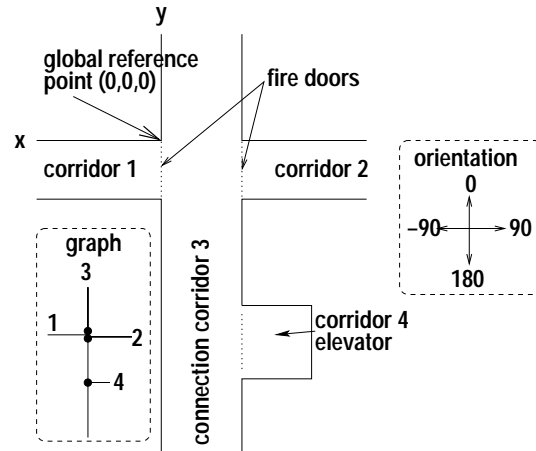 y
global reference
point (0,0,0)
fire doors
x
corridor 1
corridor 2
orientation
0
–90
90
180
graph
3
1
2
4
connection corridor 3
corridor 4
elevator